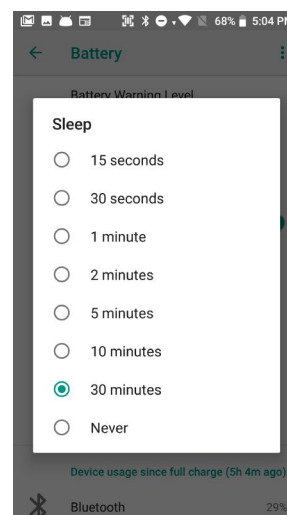 68% 5:04 PM
Battery
Battery Warning Level
Sleep
15 seconds
30 seconds
1 minute
2 minutes
5 minutes
10 minutes
30 minutes
Never
Device usage since full charge (5h 4m ago)
Bluetooth 29%